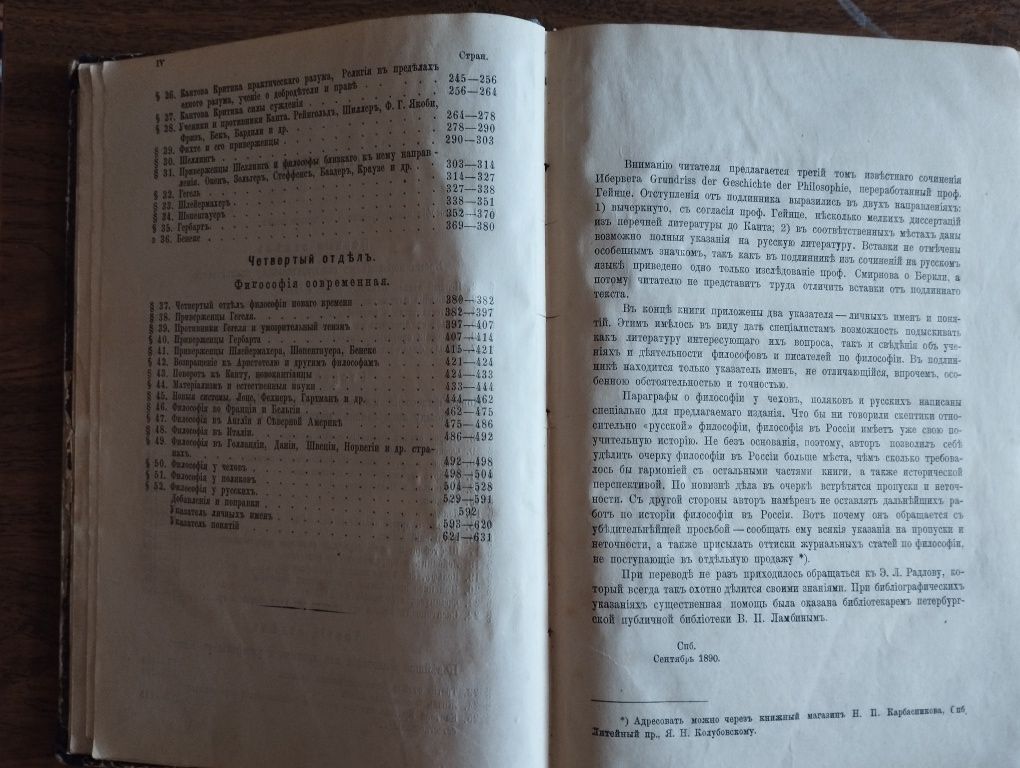 IV
Стран.
§ 26. Кантова Критика практическаго разума, Религія въ предѣлахъ
одного разума, ученіе о добродѣтели и правѣ 245—256
§ 27. Кантова Критика силы сужденія 256—264
§ 28. Ученики и противники Канта. Рейнгольдъ, Шиллеръ, Ф. Г. Якоби,
Фризъ, Бекъ, Бардили и др. 264—278
§ 29. Фихте и его приверженцы 278—290
§ 30. Шеллингъ 290—303
§ 31. Приверженцы Шеллинга и философы близкаго къ нему направ-
ленія. Океиъ, Зольгеръ, Стеффенсъ, Баадеръ, Краузе и др. 303—314
§ 32. Гегель 314—327
§ 33. Шлейермахеръ 327—338
§ 34. Шопенгауеръ 338—351
§ 35. Гербартъ 352—370
§ 36. Бенеке 362—380
Четвертый отдѣлъ.
Философія современная.
§ 37. Четвертый отдѣлъ философіи новаго времени 380—382
§ 38. Приверженцы Гегеля 382—397
§ 39. Противники Гегеля и умозрительный теизмъ 397—407
§ 40. Приверженцы Гербарта 407—414
§ 41. Приверженцы Шлейермахера, Шопенгауера, Бенеке 415—421
§ 42. Возвращеніе къ Аристотелю и другимъ философамъ 421—424
§ 43. Поворотъ къ Канту, новокантіанцы 424—433
§ 44. Матеріализмъ и естественныя науки 433—444
§ 45. Новыя системы. Лоце, Фехнеръ, Гартманъ и др. 444—462
§ 46. Философія во Франціи и Бельгіи 462—475
§ 47. Философія въ Англіи и Сѣверной Америкѣ 475—486
§ 48. Философія въ Италіи 486—492
§ 49. Философія въ Голландіи, Даніи, Швеціи, Норвегіи и др. стра-
нахъ 492—498
§ 50. Философія у чеховъ 498—504
§ 51. Философія у поляковъ 504—528
§ 52. Философія у русскихъ 529—591
Добавленія и поправки 592
Указатель личныхъ именъ 593—620
Указатель понятій 621—631
Вниманію читателя предлагается третій томъ извѣстнаго сочиненія
Ибервега Grundriss der Geschichte der Philosophie, переработанный проф.
Гейнце. Отступленія отъ подлинника выразились въ двухъ направленіяхъ:
1) вычеркнуто, съ согласія проф. Гейнце, нѣсколько мелкихъ диссертацій
изъ перечней литературы до Канта; 2) въ соотвѣтственныхъ мѣстахъ даны
возможно полныя указанія на русскую литературу. Вставки не отмѣчены
особеннымъ значкомъ, такъ какъ въ подлинникѣ изъ сочиненій на русскомъ
языкѣ приведено одно только изслѣдованіе проф. Смирнова о Беркли, а
потому читателю не представитъ труда отличить вставки отъ подлиннаго
текста.
Въ концѣ книги приложены два указателя — личныхъ именъ и поня-
тій. Этимъ имѣлось въ виду дать спеціалистамъ возможность подыскивать
какъ литературу интересующаго ихъ вопроса, такъ и свѣдѣнія объ уче-
ніяхъ и дѣятельности философовъ и писателей по философіи. Въ подлин-
никѣ находится только указатель именъ, не отличающійся, впрочемъ, осо-
бенною обстоятельностью и точностью.
Параграфы о философіи у чеховъ, поляковъ и русскихъ написаны
спеціально для предлагаемаго изданія. Что бы ни говорили скептики отно-
сительно «русской» философіи, философія въ Россіи имѣетъ уже свою по-
учительную исторію. Не безъ основанія, поэтому, авторъ позволилъ себѣ
удѣлить очерку философіи въ Россіи больше мѣста, чѣмъ сколько требова-
лось бы гармоніей съ остальными частями книги, а также исторической
перспективой. По новизнѣ дѣла въ очеркѣ встрѣтятся пропуски и неточ-
ности. Съ другой стороны авторъ намѣренъ не оставлять дальнѣйшихъ ра-
ботъ по исторіи философіи въ Россіи. Вотъ почему онъ обращается съ
убѣдительнѣйшей просьбой — сообщать ему всякія указанія на пропуски и
неточности, а также присылать оттиски журнальныхъ статей по философіи,
не поступающіе въ отдѣльную продажу *).
При переводѣ не разъ приходилось обращаться къ Э. Л. Радлову, ко-
торый всегда такъ охотно дѣлится своими знаніями. При библіографическихъ
указаніяхъ существенная помощь была оказана библіотекаремъ петербург-
ской публичной библіотеки В. П. Ламбинымъ.
Спб.
Сентябрь 1890.
*) Адресовать можно черезъ книжный магазинъ Н. П. Карбасникова, Спб.
Литейный пр., Я. Н. Колубовскому.